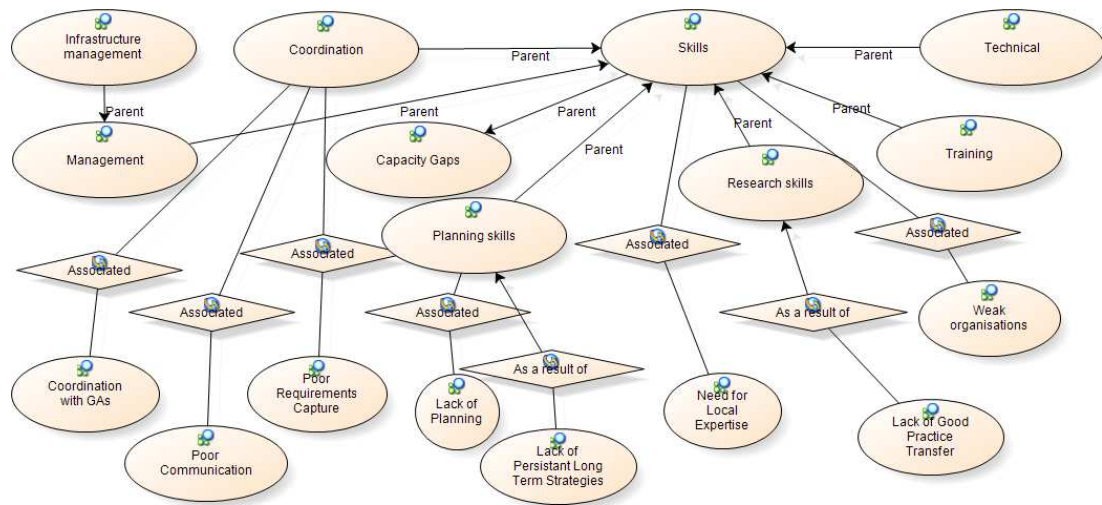 Infrastructure
management
Coordination
Skills
Technical
Parent
Parent
Parent
Parent
Parent
Parent
Parent
Parent
Management
Capacity Gaps
Research skills
Training
Planning skills
Associated
Associated
Associated
Associated
Associated
Associated
As a result of
As a result of
Weak
organisations
Coordination
with GAs
Poor
Requirements
Capture
Lack of
Planning
Need for
Local
Expertise
Lack of Good
Practice
Transfer
Poor
Communication
Lack of
Persistant Long
Term Strategies